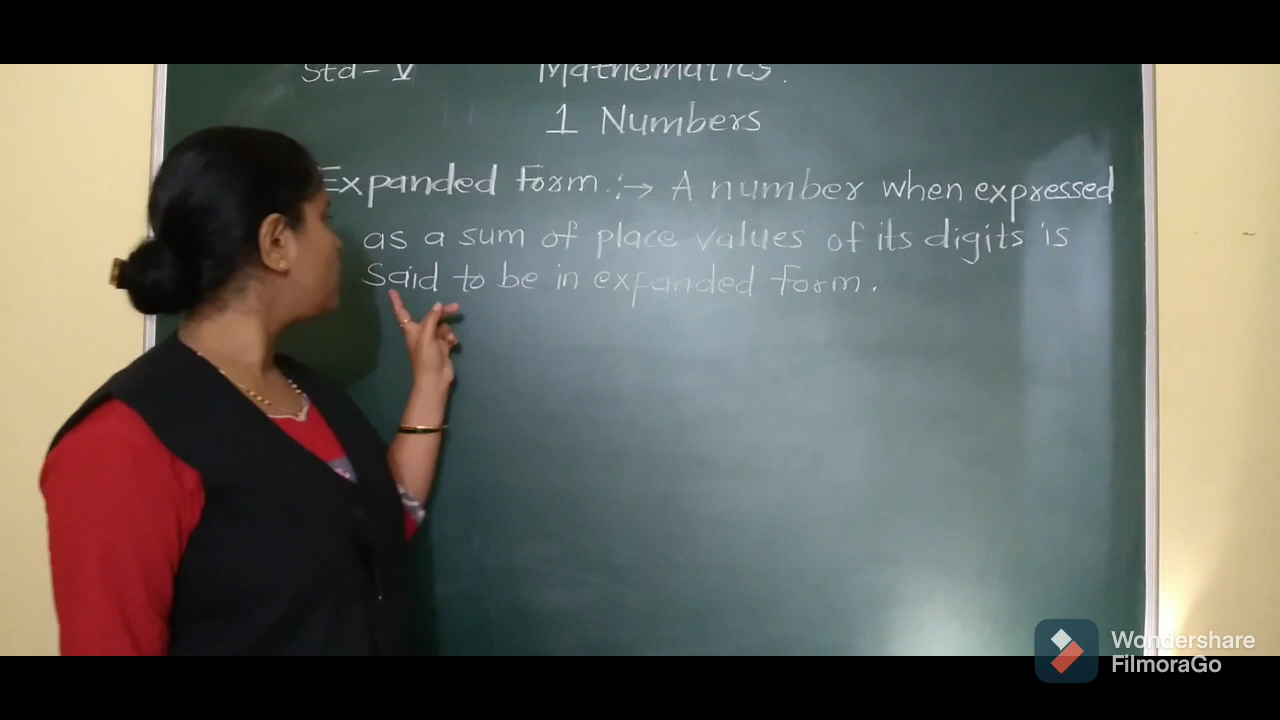 Std- V Mathematics.
1 Numbers
Expanded Form :→ A number when expressed
as a sum of place values of its digits is
Said to be in expanded form.
Wondershare
FilmoraGo